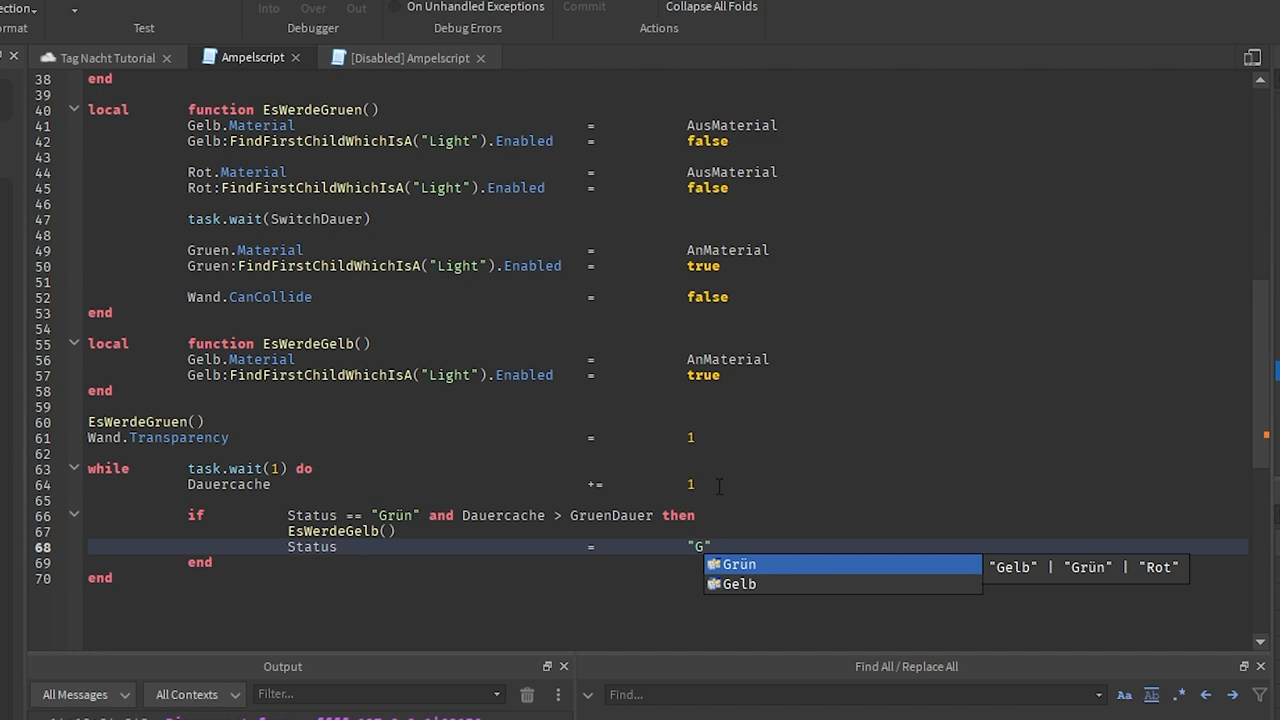 ection
Into Over Out
On Unhandled Exceptions
Commit
Collapse All Folds
rmat Test Debugger Debug Errors Actions
Tag Nacht Tutorial Ampelscript [Disabled] Ampelscript
38 end
39
40 local function EsWerdeGruen()
41 Gelb.Material = AusMaterial
42 Gelb:FindFirstChildWhichIsA("Light").Enabled = false
43
44 Rot.Material = AusMaterial
45 Rot:FindFirstChildWhichIsA("Light").Enabled = false
46
47 task.wait(SwitchDauer)
48
49 Gruen.Material = AnMaterial
50 Gruen:FindFirstChildWhichIsA("Light").Enabled = true
51
52 Wand.CanCollide = false
53 end
54
55 local function EsWerdeGelb()
56 Gelb.Material = AnMaterial
57 Gelb:FindFirstChildWhichIsA("Light").Enabled = true
58 end
59
60 EsWerdeGruen()
61 Wand.Transparency = 1
62
63 while task.wait(1) do
64 Dauercache += 1
65
66 if Status == "Grün" and Dauercache > GruenDauer then
67 EsWerdeGelb()
68 Status = "G"
69 end
70 end
Grün
Gelb
"Gelb" | "Grün" | "Rot"
Output Find All / Replace All
All Messages All Contexts Filter... Find... Aa Ab .*